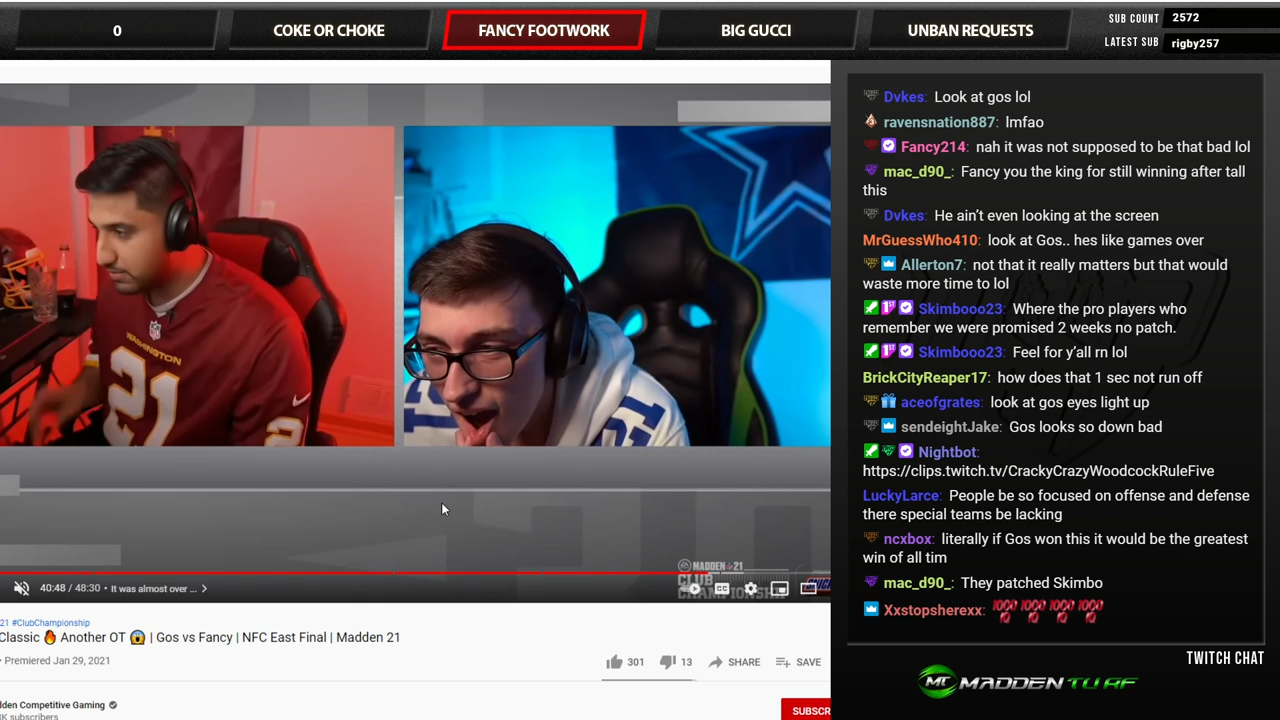 0
COKE OR CHOKE
FANCY FOOTWORK
BIG GUCCI
UNBAN REQUESTS
SUB COUNT 2572
LATEST SUB rigby257
WASHINGTON
21
2
Dvkes: Look at gos lol
ravensnation887: lmfao
Fancy214: nah it was not supposed to be that bad lol
mac_d90_: Fancy you the king for still winning after tall
this
Dvkes: He ain't even looking at the screen
MrGuessWho410: look at Gos.. hes like games over
Allerton7: not that it really matters but that would
waste more time to lol
Skimbooo23: Where the pro players who
remember we were promised 2 weeks no patch.
Skimbooo23: Feel for y'all rn lol
BrickCityReaper17: how does that 1 sec not run off
aceofgrates: look at gos eyes light up
sendeightJake: Gos looks so down bad
Nightbot:
https://clips.twitch.tv/CrackyCrazyWoodcockRuleFive
LuckyLarce: People be so focused on offense and defense
there special teams be lacking
ncxbox: literally if Gos won this it would be the greatest
win of all tim
mac_d90_: They patched Skimbo
Xxstopsherexx:
MADDEN 21
CLUB
CHAMPIONSHIP
40:48 / 48:30 • It was almost over ...
21 #ClubChampionship
Classic 🔥 Another OT 😱 | Gos vs Fancy | NFC East Final | Madden 21
• Premiered Jan 29, 2021
301
13
SHARE
SAVE
dden Competitive Gaming
K subscribers
SUBSCR
TWITCH CHAT
MT MADDEN TURF